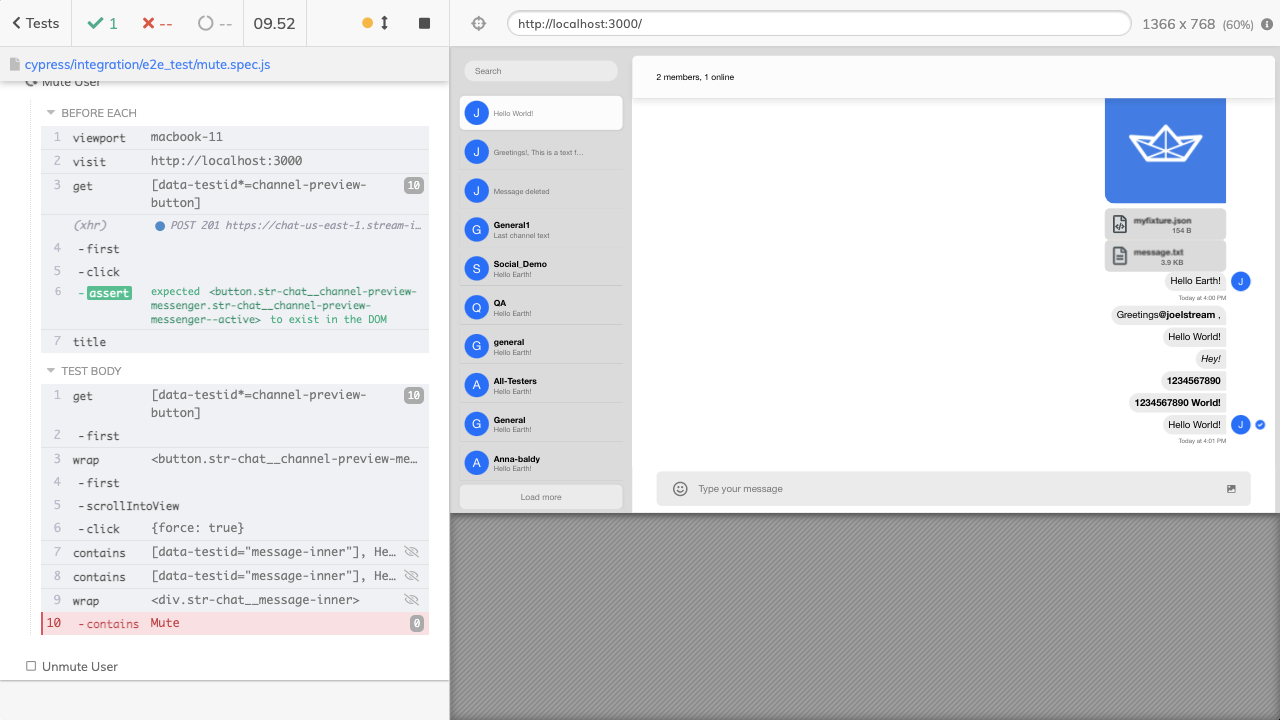 Tests
1
--
--
09.52
http://localhost:3000/
1366 x 768 (60%)
cypress/integration/e2e_test/mute.spec.js
Mute User
BEFORE EACH
1 viewport macbook-11
2 visit http://localhost:3000
3 get [data-testid*=channel-preview-
button] 10
(xhr) POST 201 https://chat-us-east-1.stream-i…
4 -first
5 -click
6 -assert expected <button.str-chat__channel-preview-
messenger.str-chat__channel-preview-
messenger--active> to exist in the DOM
7 title
TEST BODY
1 get [data-testid*=channel-preview-
button] 10
2 -first
3 wrap <button.str-chat__channel-preview-me…
4 -first
5 -scrollIntoView
6 -click {force: true}
7 contains [data-testid="message-inner"], He…
8 contains [data-testid="message-inner"], He…
9 wrap <div.str-chat__message-inner>
10 -contains Mute 0
Unmute User
Search
J Hello World!
J Greetings!, This is a text f...
J Message deleted
G General1
Last channel text
S Social_Demo
Hello Earth!
Q QA
Hello Earth!
G general
Hello Earth!
A All-Testers
Hello Earth!
G General
Hello Earth!
A Anna-baldy
Hello Earth!
Load more
2 members, 1 online
myfixture.json
154 B
message.txt
3.9 KB
Hello Earth! J
Today at 4:00 PM
Greetings@joelstream .
Hello World!
Hey!
1234567890
1234567890 World!
Hello World! J
Today at 4:01 PM
Type your message